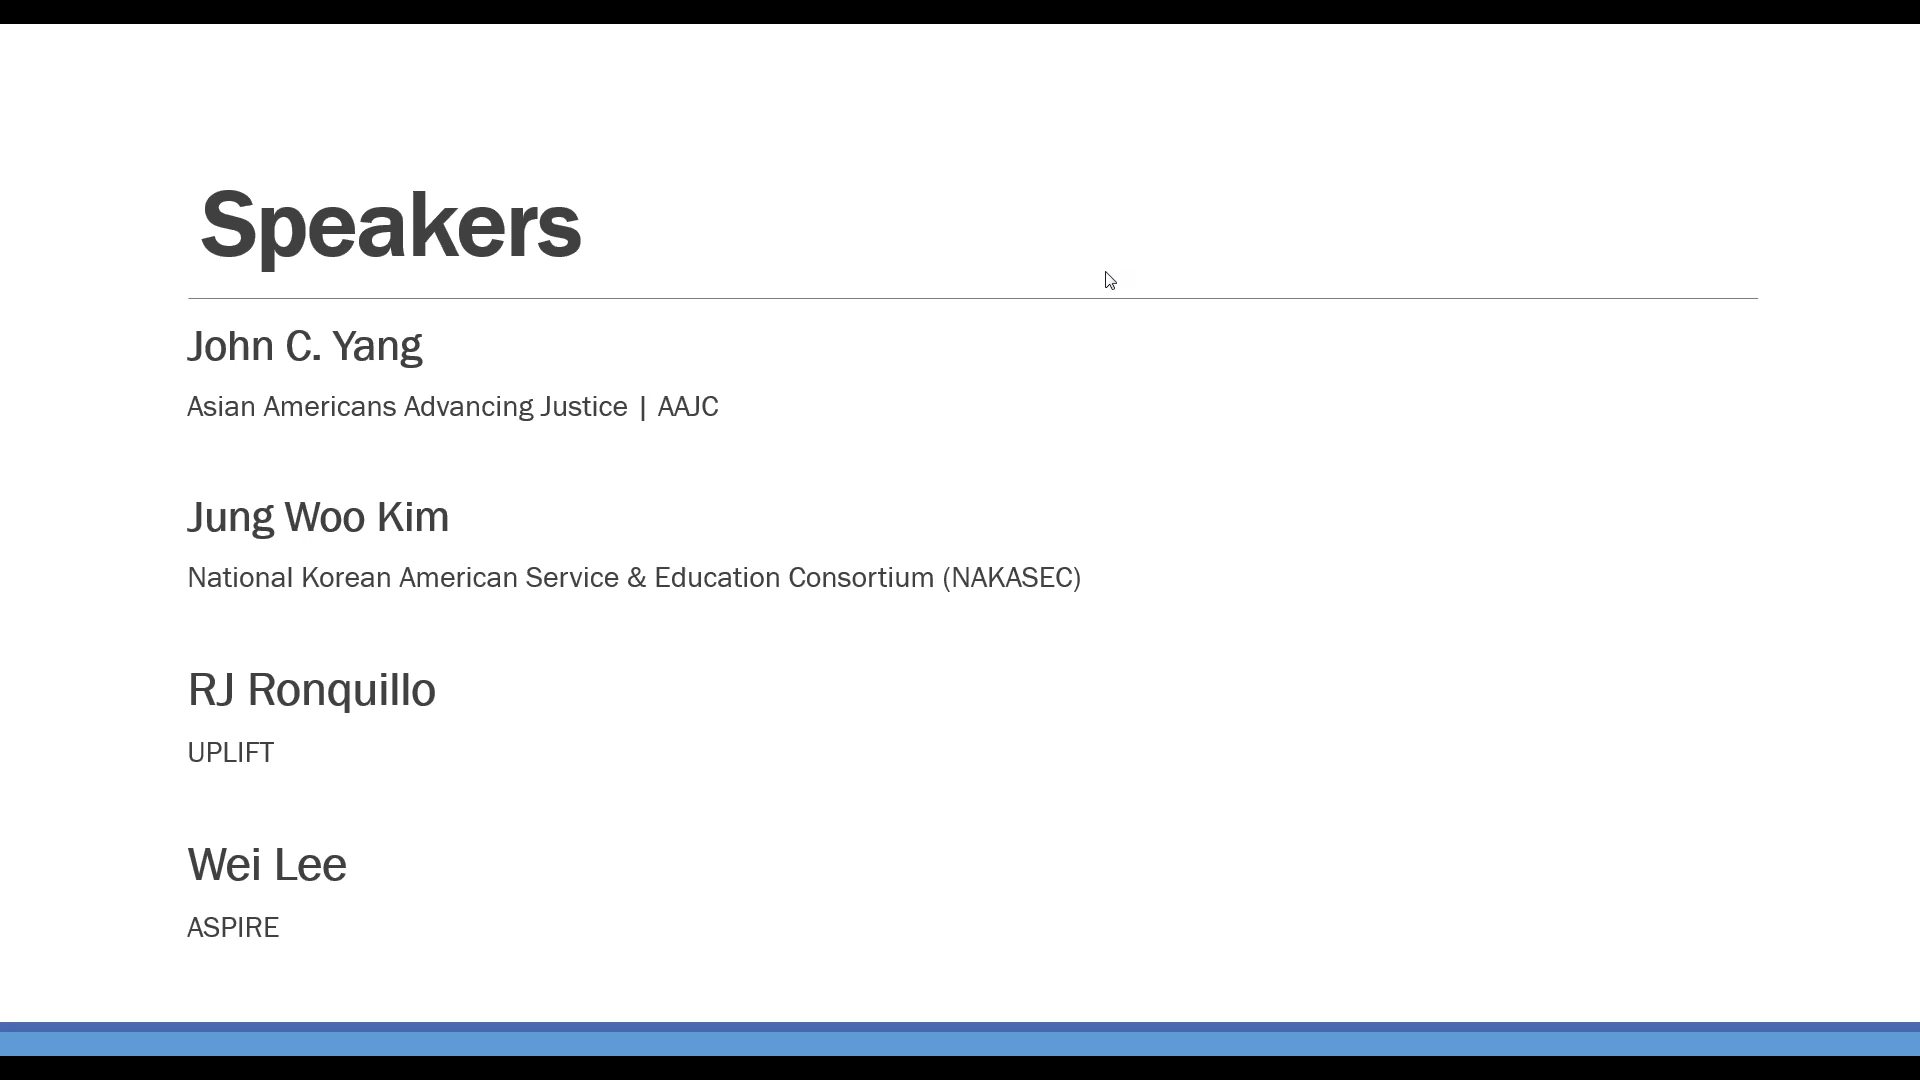 Speakers
John C. Yang
Asian Americans Advancing Justice | AAJC
Jung Woo Kim
National Korean American Service & Education Consortium (NAKASEC)
RJ Ronquillo
UPLIFT
Wei Lee
ASPIRE